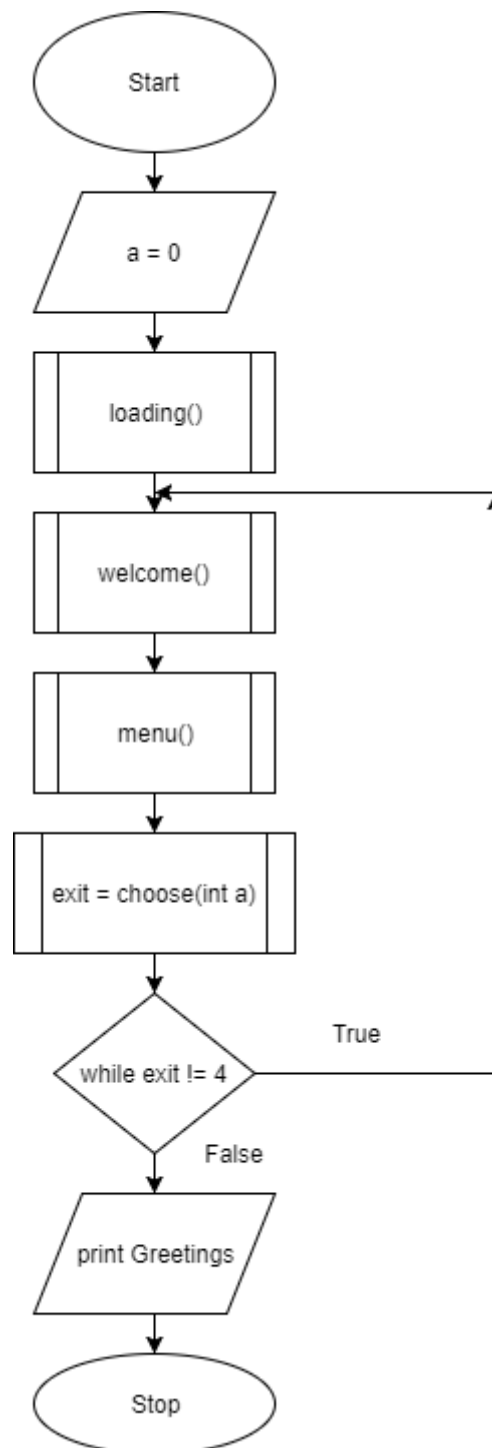 Start
a = 0
loading()
welcome()
menu()
exit = choose(int a)
while exit != 4
True
False
print Greetings
Stop